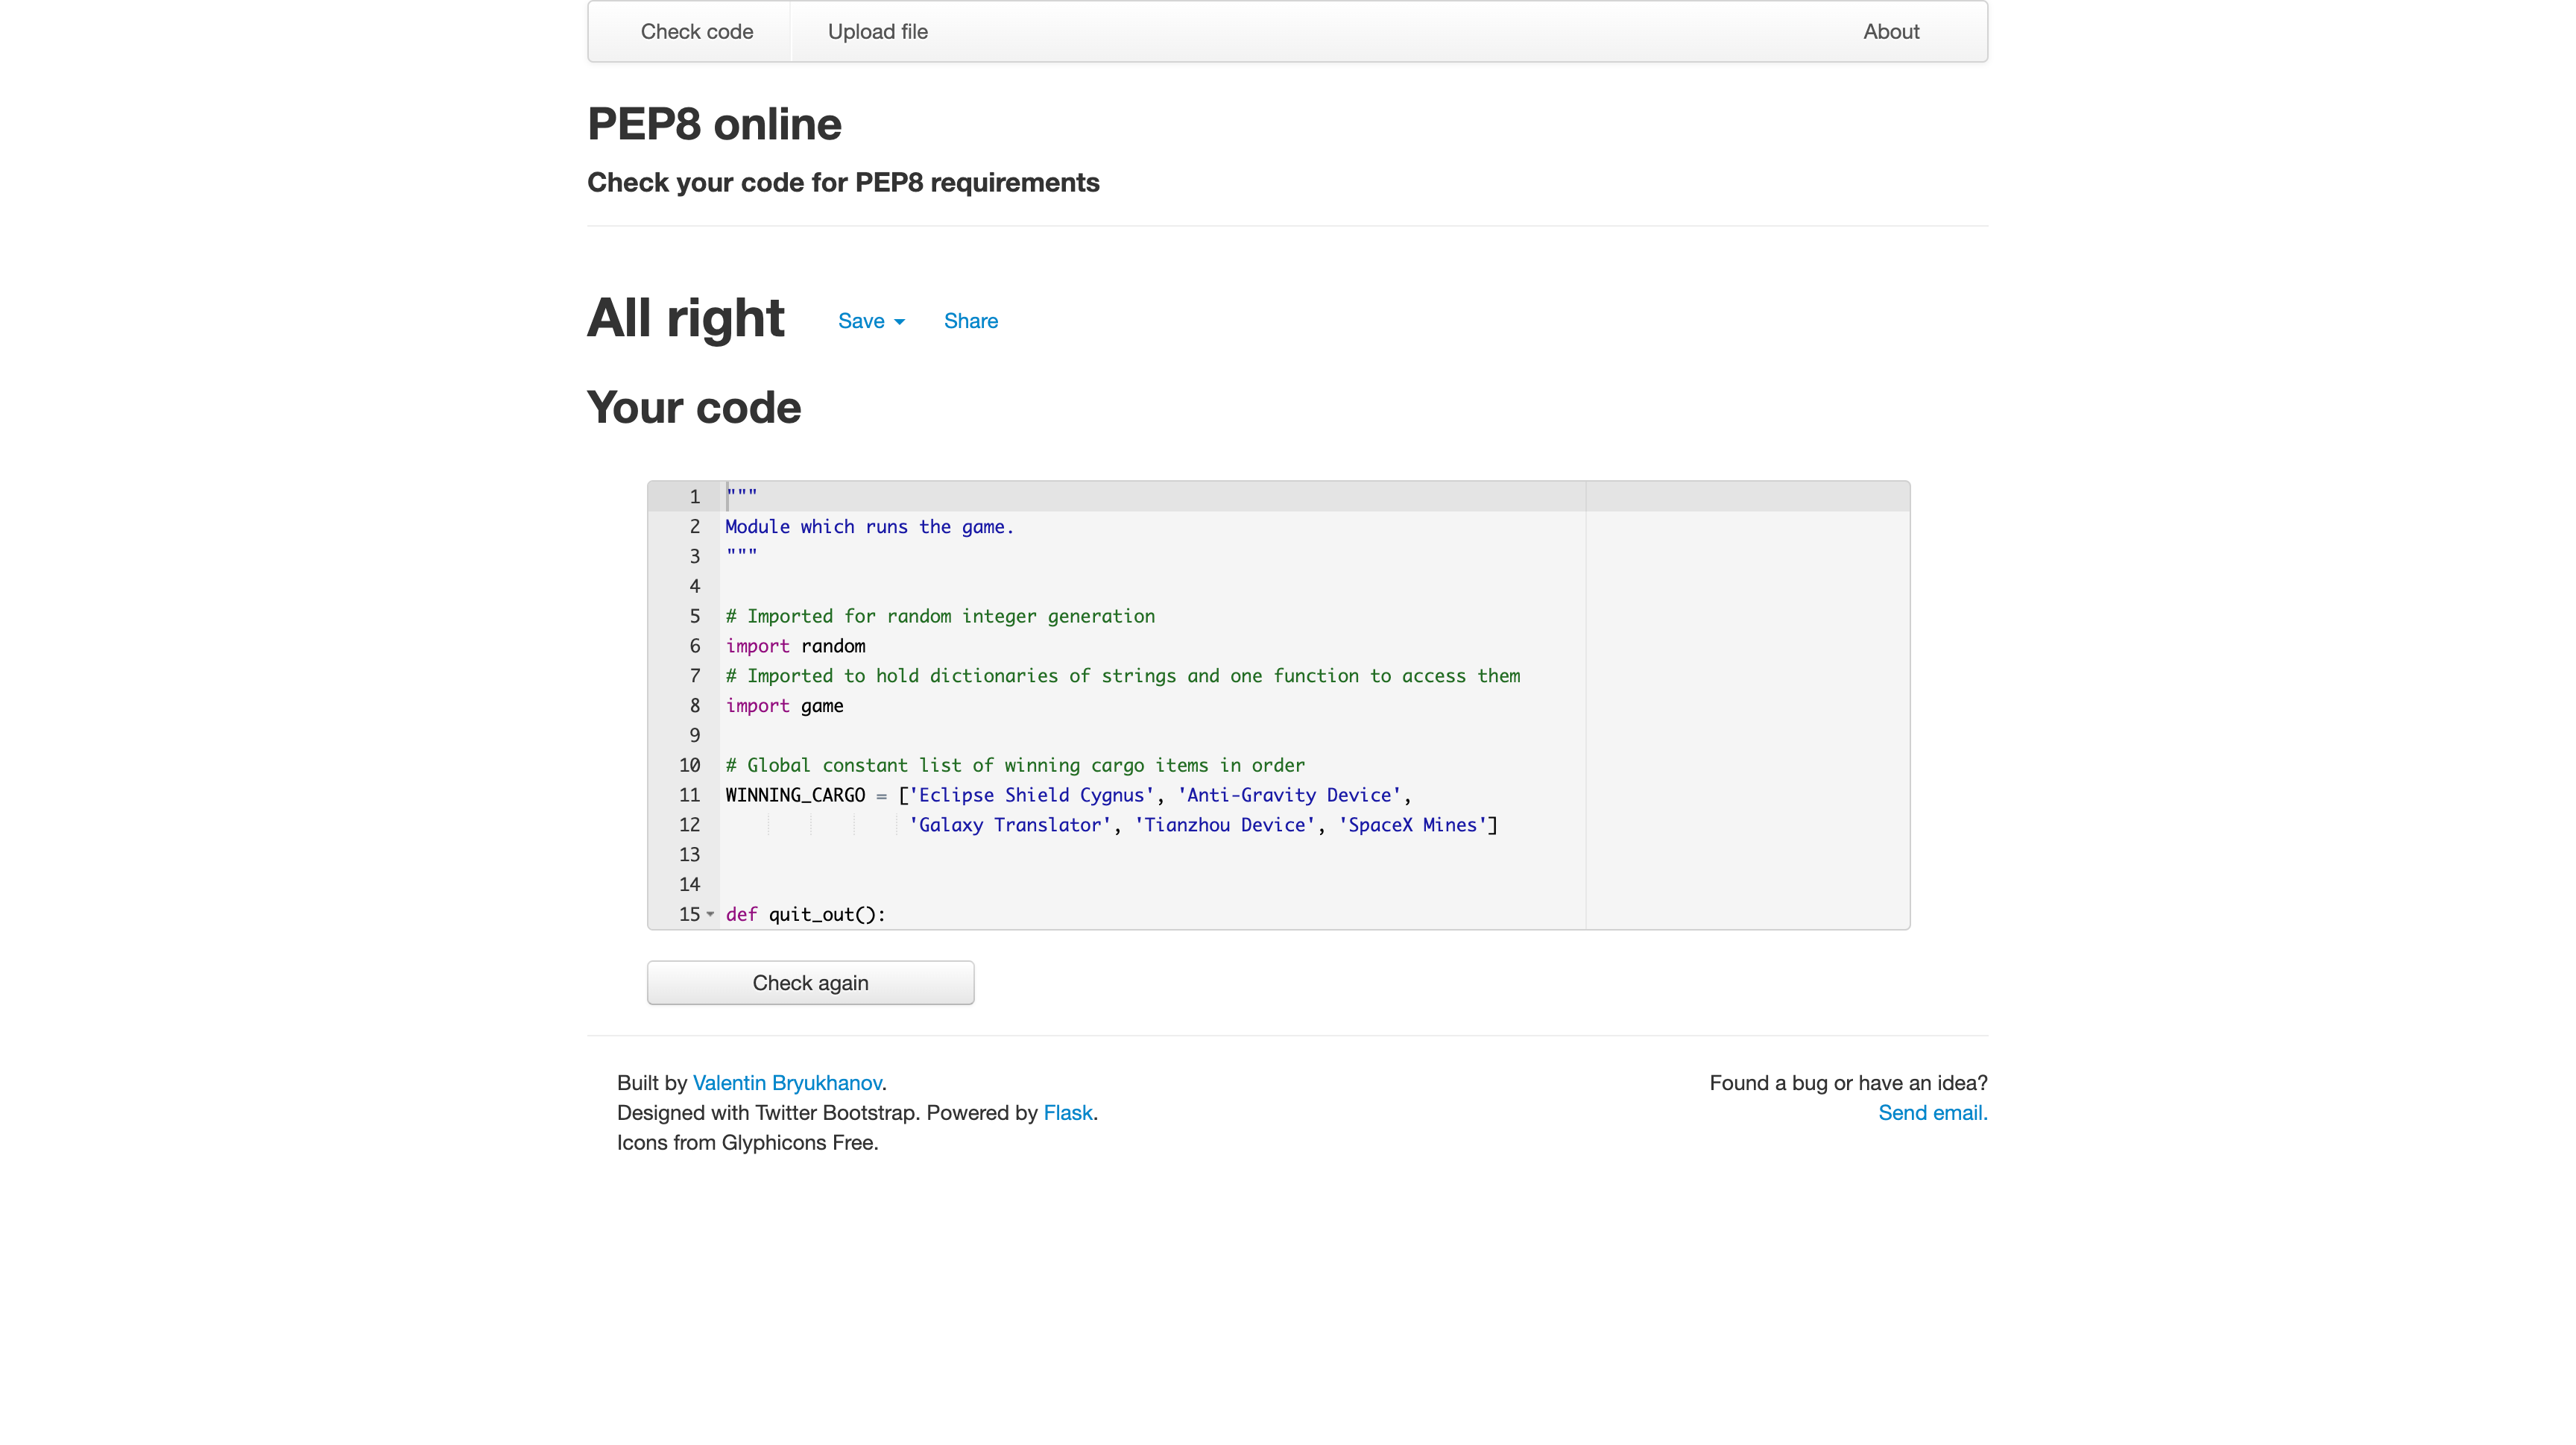 Check code Upload file About
PEP8 online
Check your code for PEP8 requirements
All right Save Share
Your code
1 """
2 Module which runs the game.
3 """
4
5 # Imported for random integer generation
6 import random
7 # Imported to hold dictionaries of strings and one function to access them
8 import game
9
10 # Global constant list of winning cargo items in order
11 WINNING_CARGO = ['Eclipse Shield Cygnus', 'Anti-Gravity Device',
12 'Galaxy Translator', 'Tianzhou Device', 'SpaceX Mines']
13
14
15 def quit_out():
Check again
Built by Valentin Bryukhanov. Found a bug or have an idea?
Designed with Twitter Bootstrap. Powered by Flask. Send email.
Icons from Glyphicons Free.